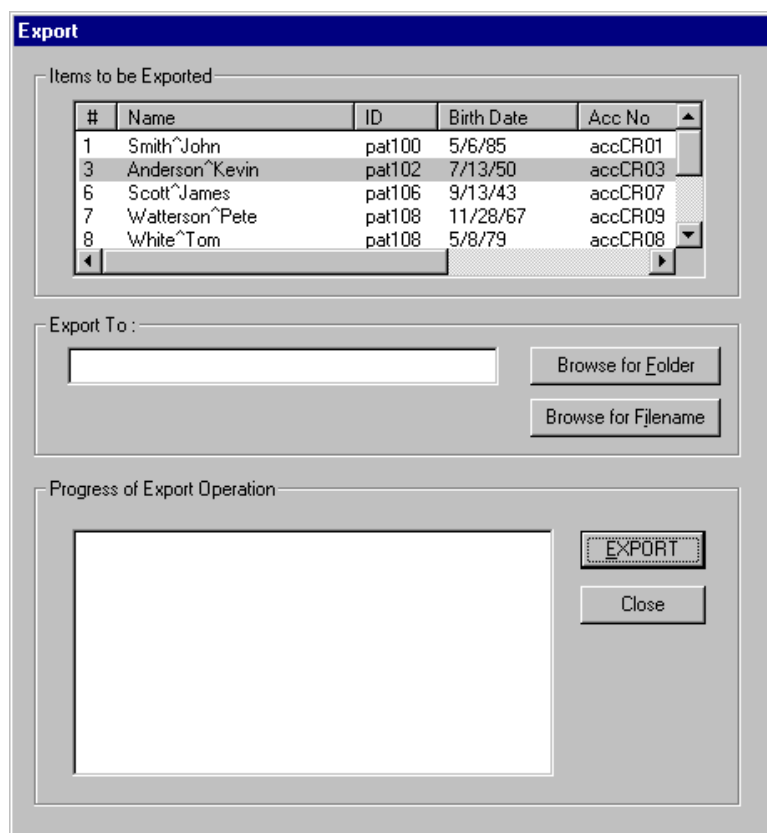 Export
Items to be Exported
# Name ID Birth Date Acc No
1 Smith^John pat100 5/6/85 accCR01
3 Anderson^Kevin pat102 7/13/50 accCR03
6 Scott^James pat106 9/13/43 accCR07
7 Watterson^Pete pat108 11/28/67 accCR09
8 White^Tom pat108 5/8/79 accCR08
Export To :
Browse for Folder
Browse for Filename
Progress of Export Operation
EXPORT
Close